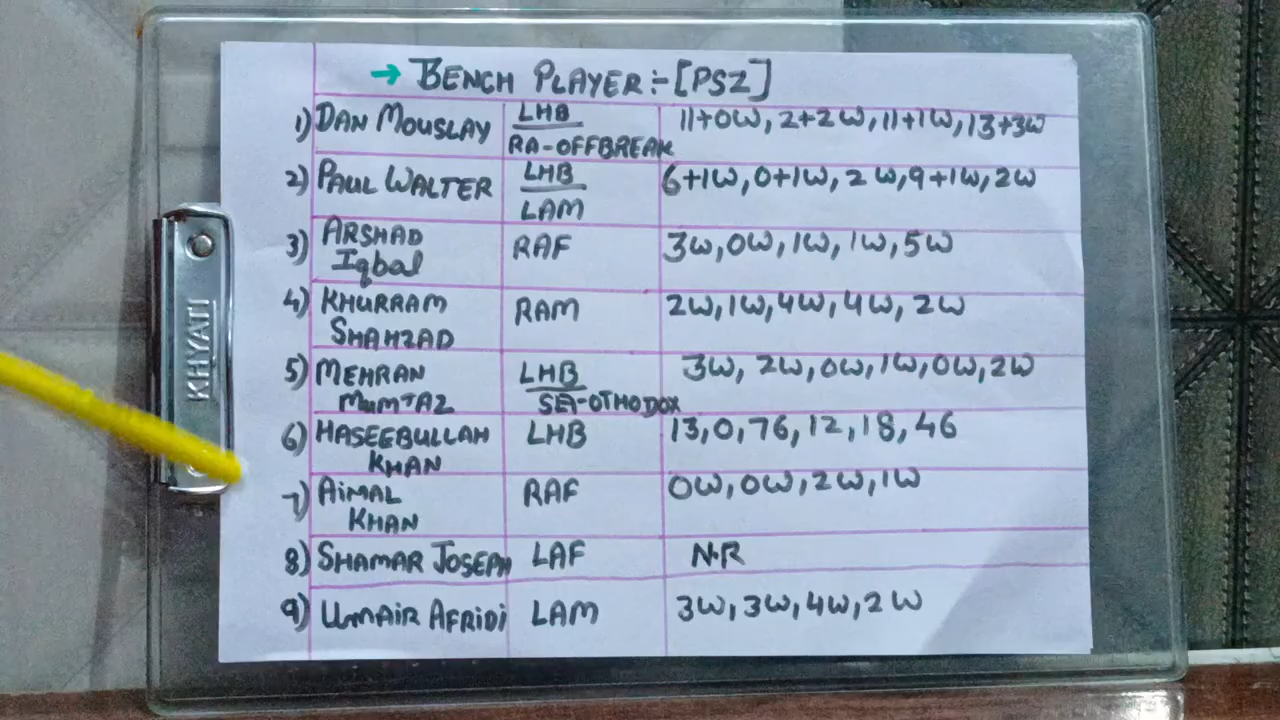 → BENCH PLAYER:- [PSZ]
1) DAN MOUSLAY LHB 11+0W, 2+2W, 11+1W, 13+3W
RA-OFFBREAK
2) PAUL WALTER LHB 6+1W, 0+1W, 2W, 9+1W, 2W
LAM
3) ARSHAD RAF 3W, 0W, 1W, 1W, 5W
Iqbal
4) KHURRAM RAM 2W, 1W, 4W, 4W, 2W
SHAHZAD
5) MEHRAN LHB 3W, 2W, 0W, 1W, 0W, 2W
MUMTAZ -OTHODOX
6) HASEEBULLAH LHB 13, 0, 76, 12, 18, 46
KHAN
7) AIMAL RAF 0W, 0W, 2W, 1W
KHAN
8) SHAMAR JOSEPH LAF N.R
9) UMAIR AFRIDI LAM 3W, 3W, 4W, 2W
KHYATI